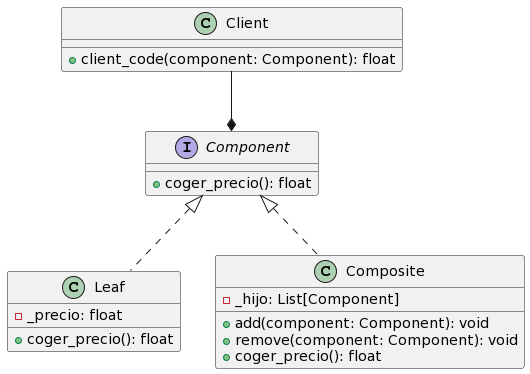 C Client
client_code(component: Component): float
I Component
coger_precio(): float
C Leaf
_precio: float
coger_precio(): float
C Composite
_hijo: List[Component]
add(component: Component): void
remove(component: Component): void
coger_precio(): float